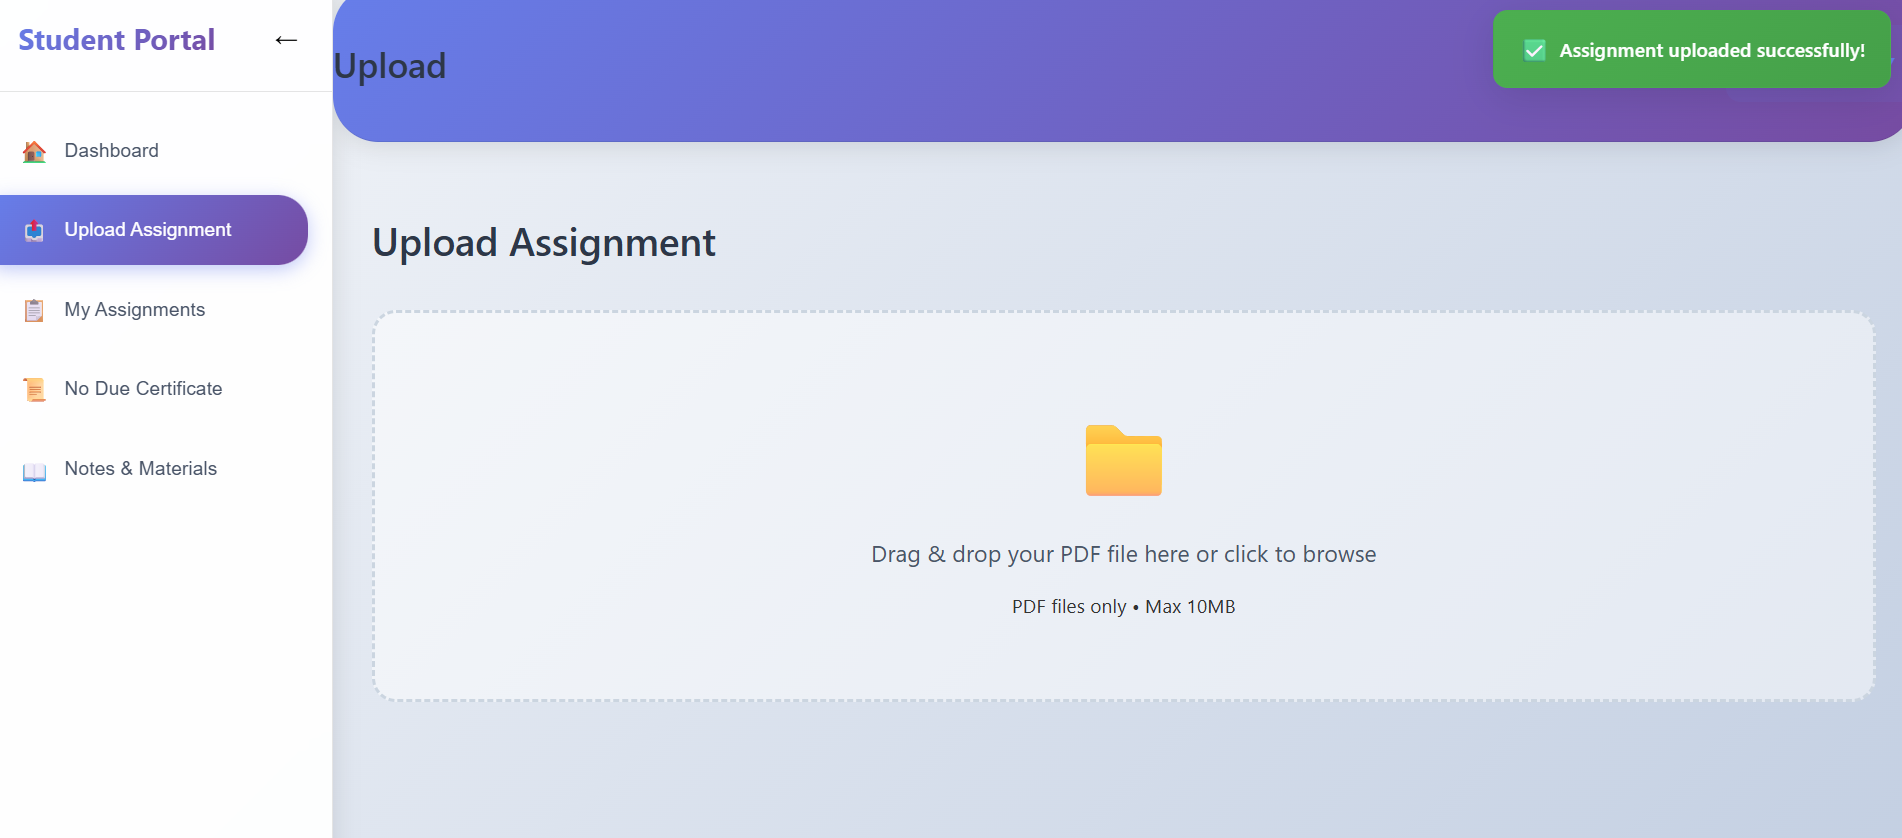 Student Portal ←
Upload
✅ Assignment uploaded successfully!
Dashboard
Upload Assignment
My Assignments
No Due Certificate
Notes & Materials
Upload Assignment
Drag & drop your PDF file here or click to browse
PDF files only • Max 10MB